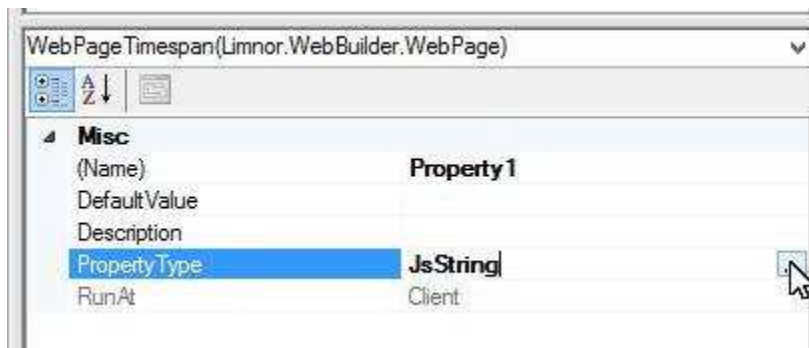 WebPageTimespan(Limnor.WebBuilder.WebPage)
A
Z
Misc
(Name) Property1
DefaultValue
Description
PropertyType JsString
RunAt Client